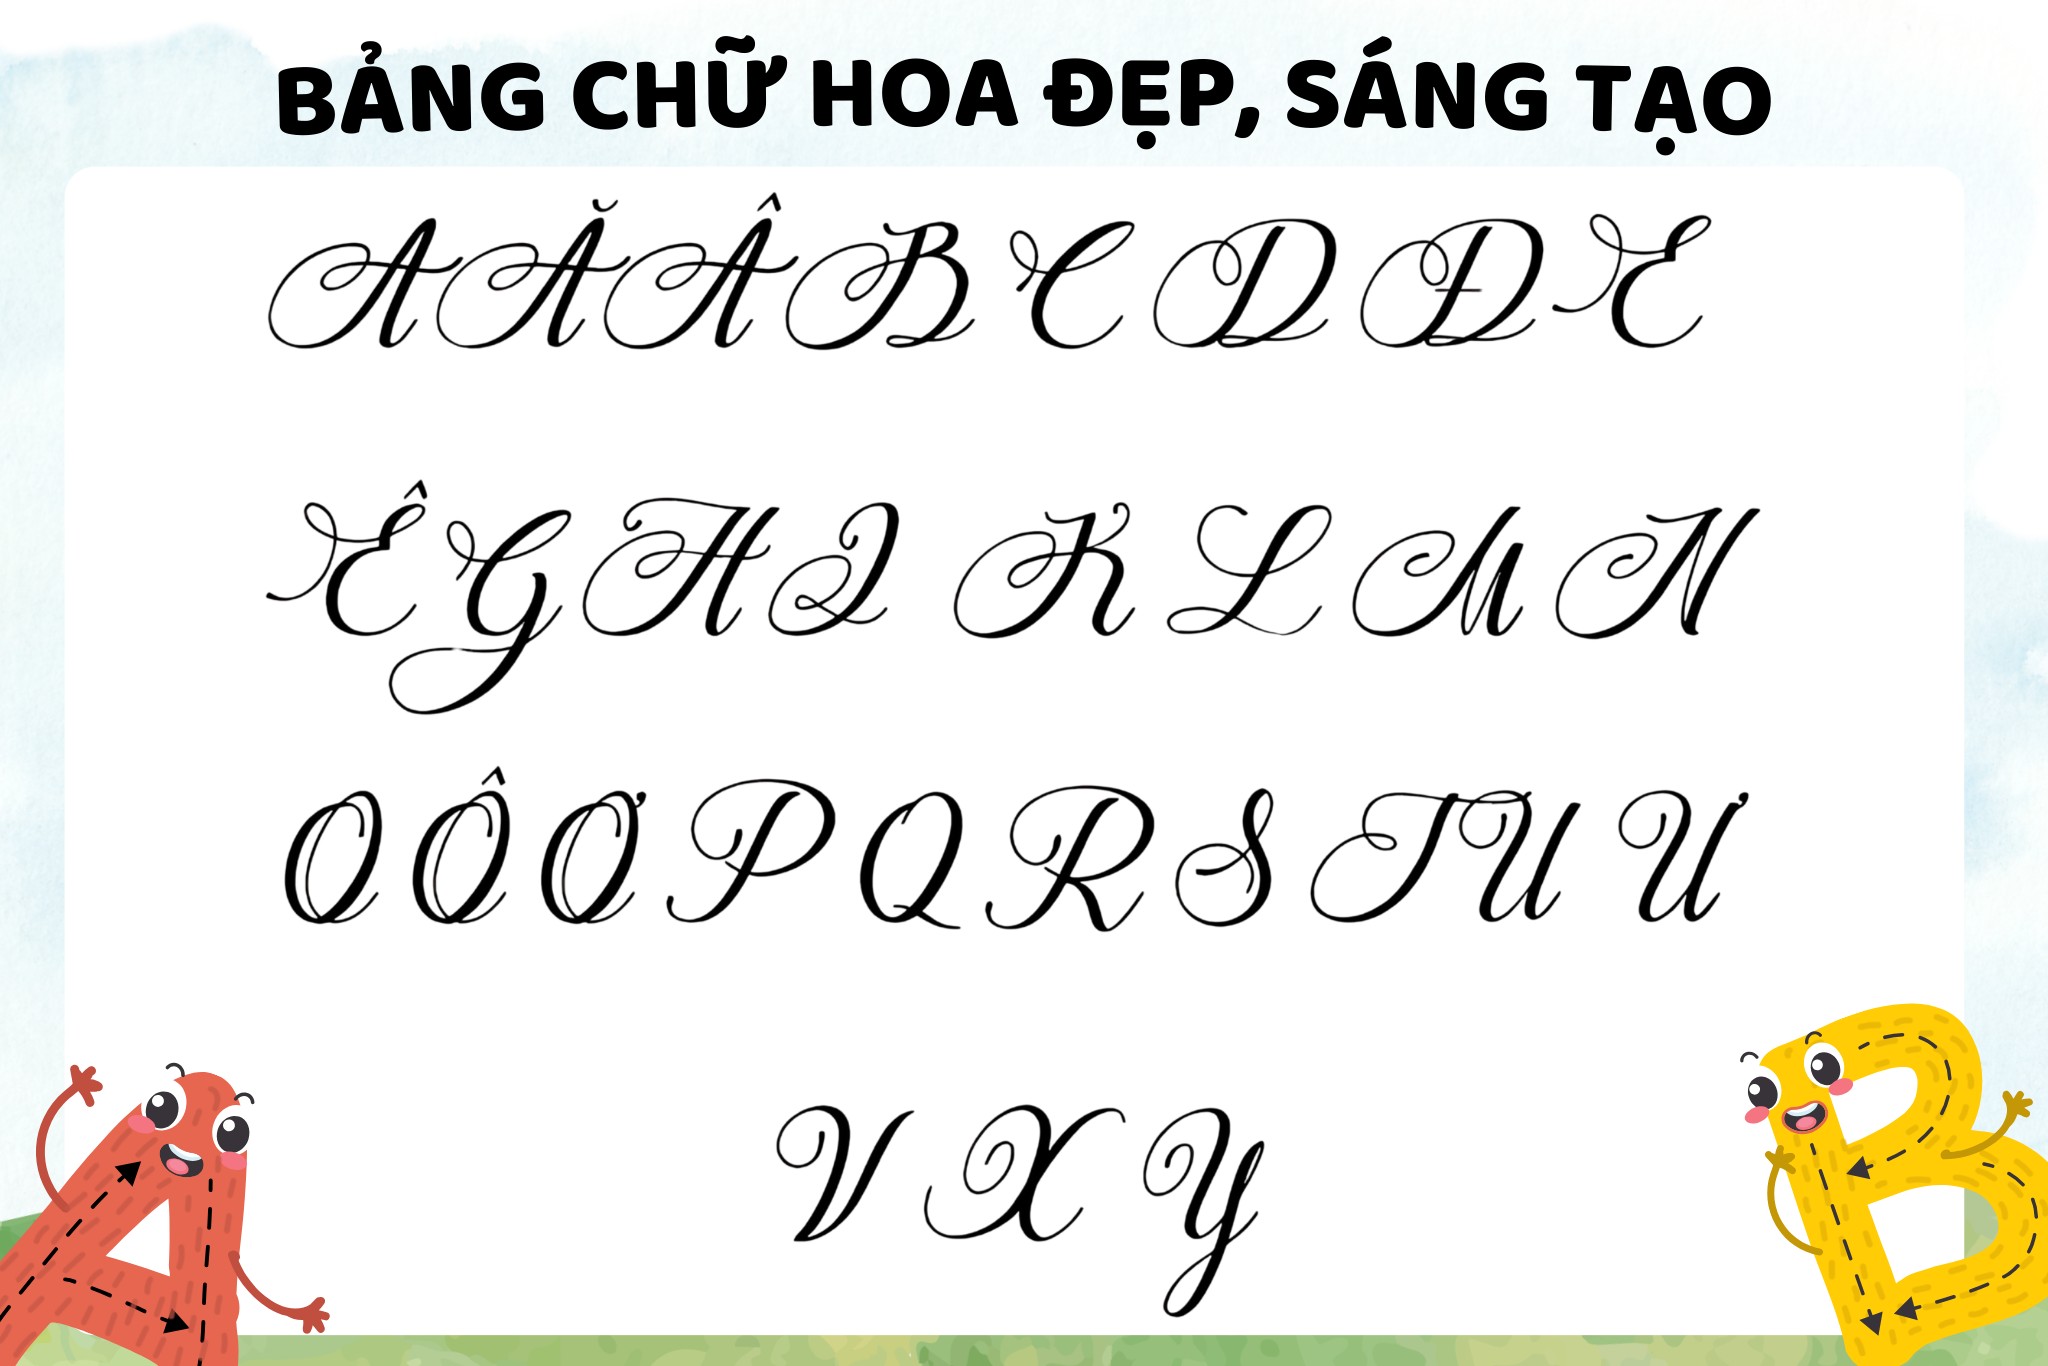 BẢNG CHỮ HOA ĐẸP, SÁNG TẠO
A Ă Â B C D Đ E
Ê G H I K L M N
O Ô Ơ P Q R S T U Ư
V X Y
A
B